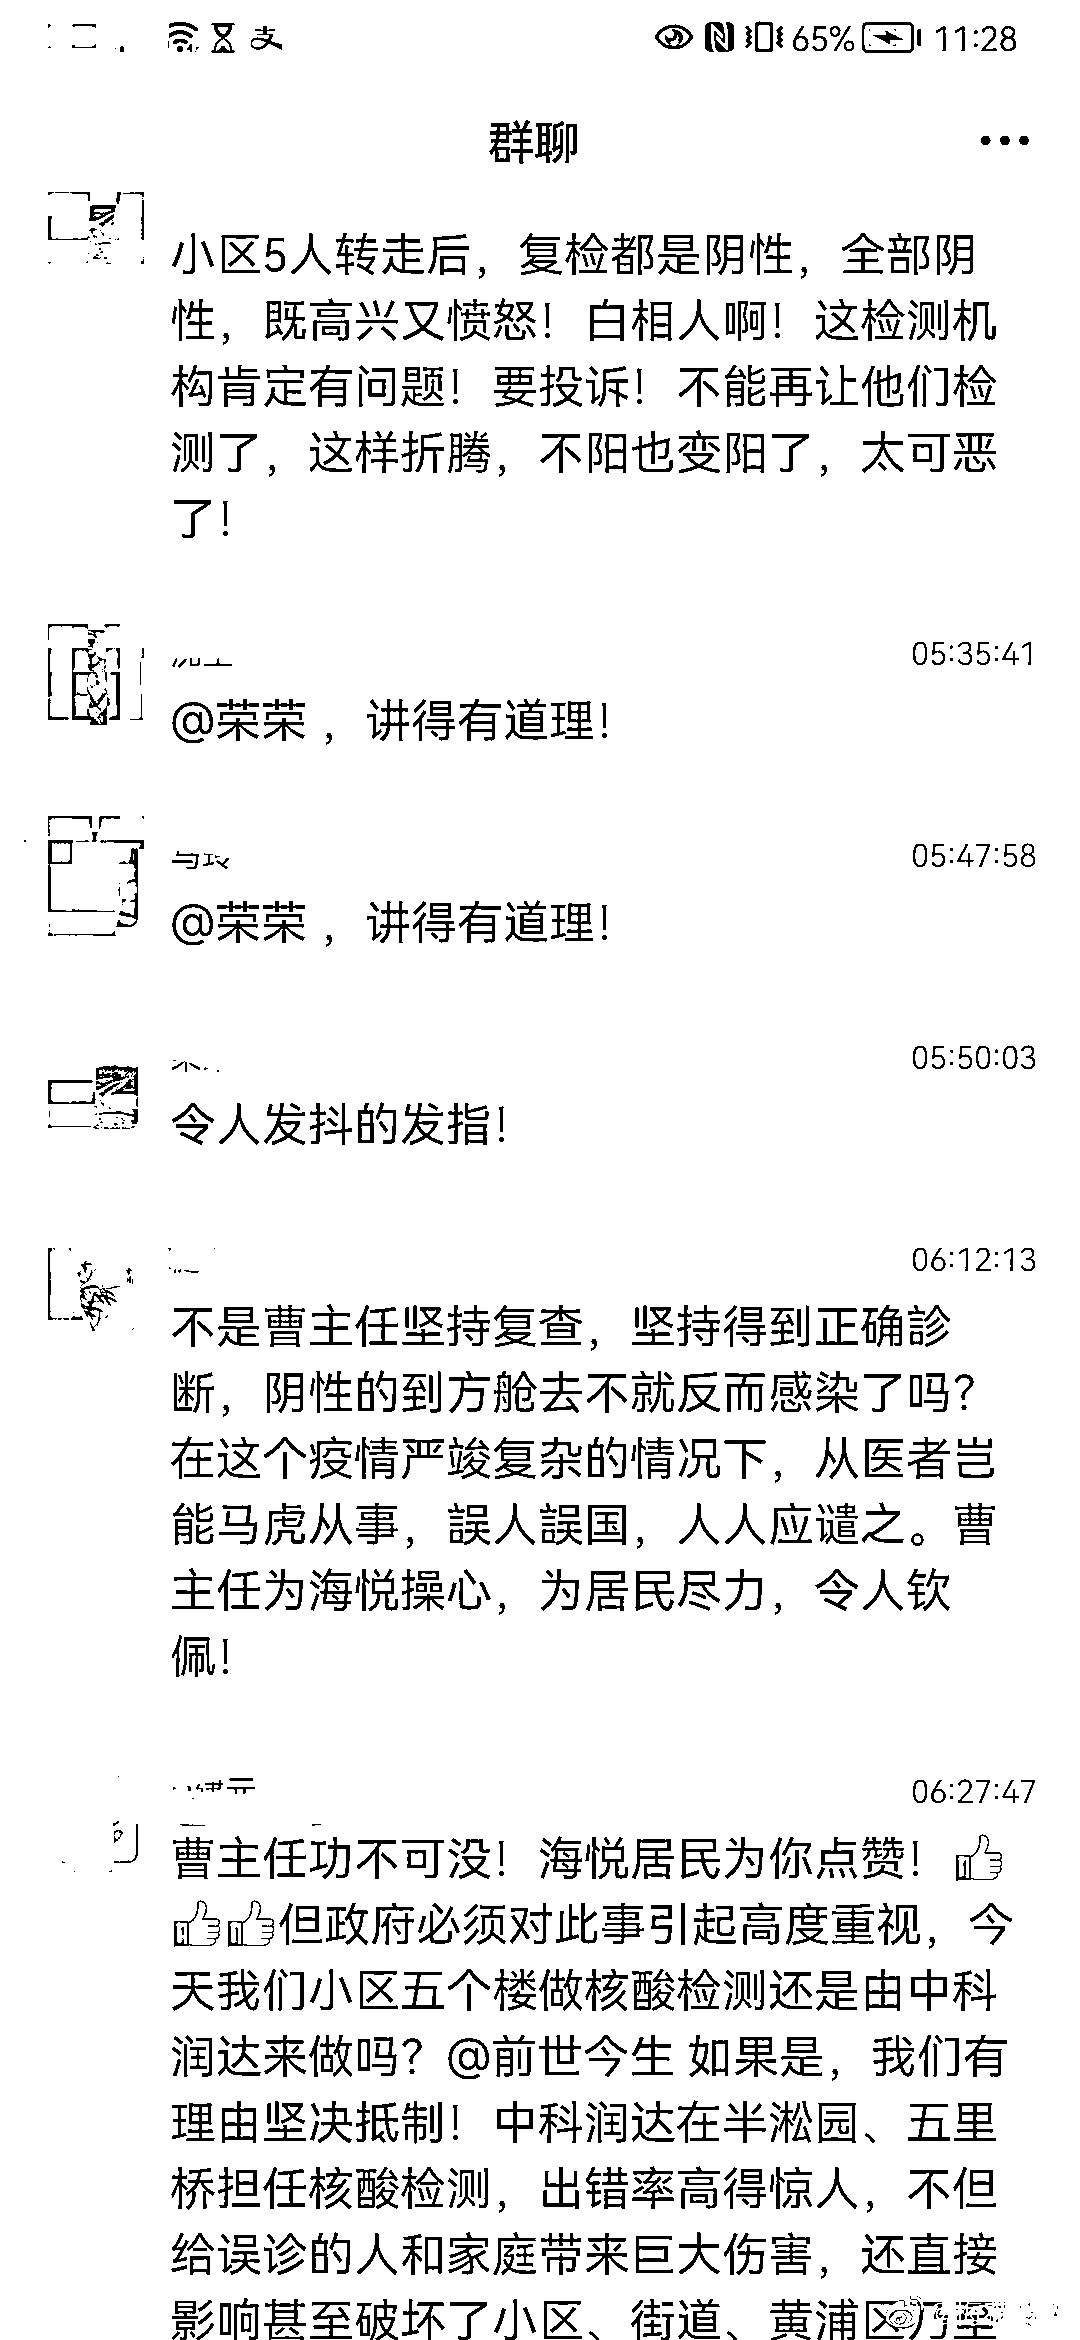 65% 11:28
群聊
小区5人转走后，复检都是阴性，全部阴
性，既高兴又愤怒！白相人啊！这检测机
构肯定有问题！要投诉！不能再让他们检
测了，这样折腾，不阳也变阳了，太可恶
了！
05:35:41
@荣荣 ，讲得有道理！
05:47:58
@荣荣 ，讲得有道理！
05:50:03
令人发抖的发指！
06:12:13
不是曹主任坚持复查，坚持得到正确診
断，阴性的到方舱去不就反而感染了吗？
在这个疫情严竣复杂的情况下，从医者岂
能马虎从事，誤人誤国，人人应谴之。曹
主任为海悦操心，为居民尽力，令人钦
佩！
06:27:47
曹主任功不可没！海悦居民为你点赞！👍
👍👍但政府必须对此事引起高度重视，今
天我们小区五个楼做核酸检测还是由中科
润达来做吗？@前世今生 如果是，我们有
理由坚决抵制！中科润达在半淞园、五里
桥担任核酸检测，出错率高得惊人，不但
给误诊的人和家庭带来巨大伤害，还直接
影响甚至破坏了小区、街道、黄浦区乃至